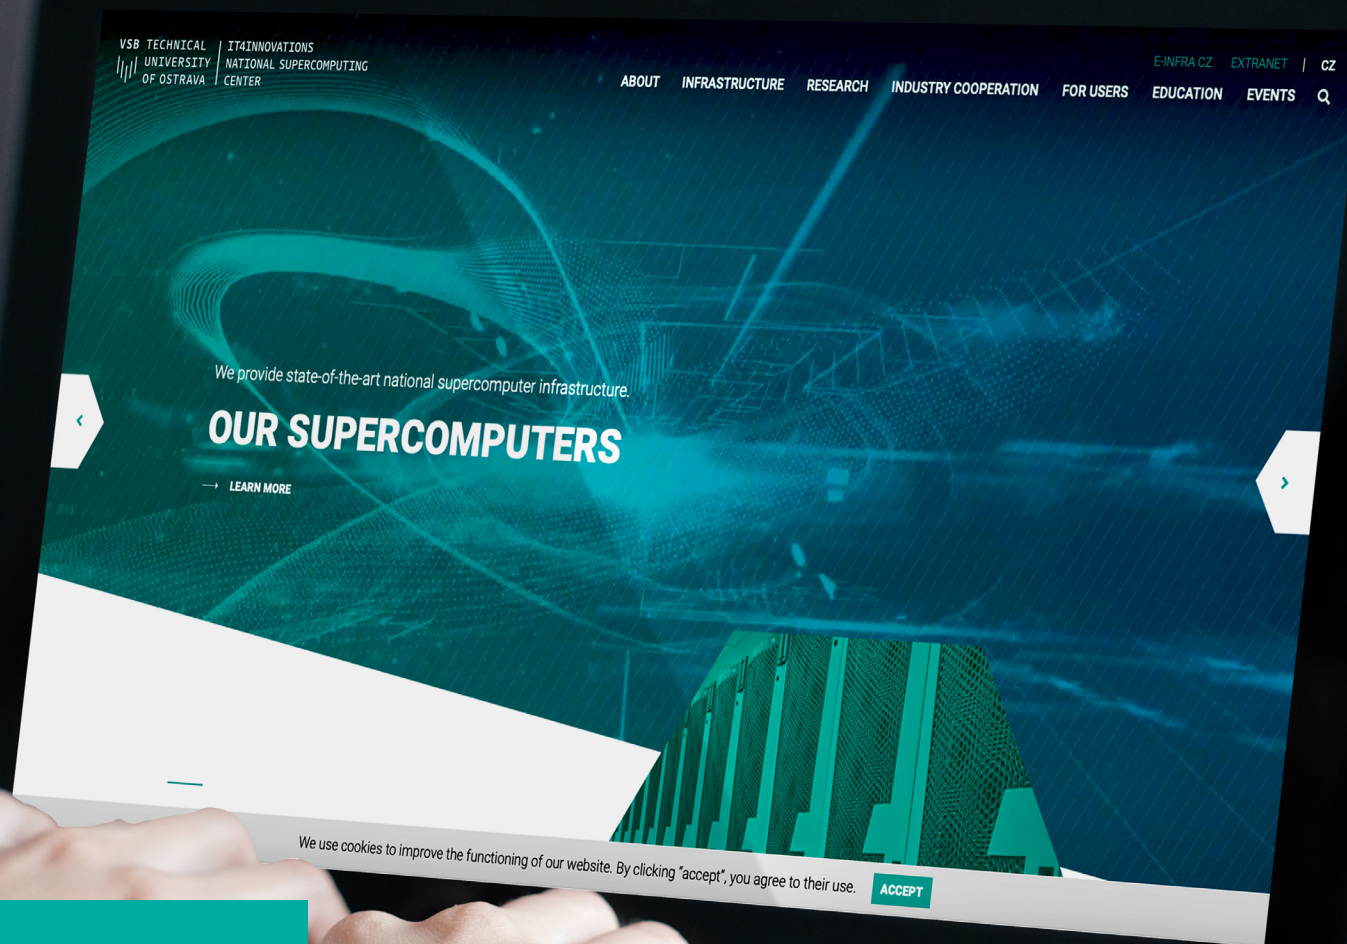 VSB TECHNICAL
UNIVERSITY
OF OSTRAVA
IT4INNOVATIONS
NATIONAL SUPERCOMPUTING
CENTER
E-INFRA CZ EXTRANET | CZ
ABOUT INFRASTRUCTURE RESEARCH INDUSTRY COOPERATION FOR USERS EDUCATION EVENTS
We provide state-of-the-art national supercomputer infrastructure.
OUR SUPERCOMPUTERS
→ LEARN MORE
We use cookies to improve the functioning of our website. By clicking "accept", you agree to their use.
ACCEPT